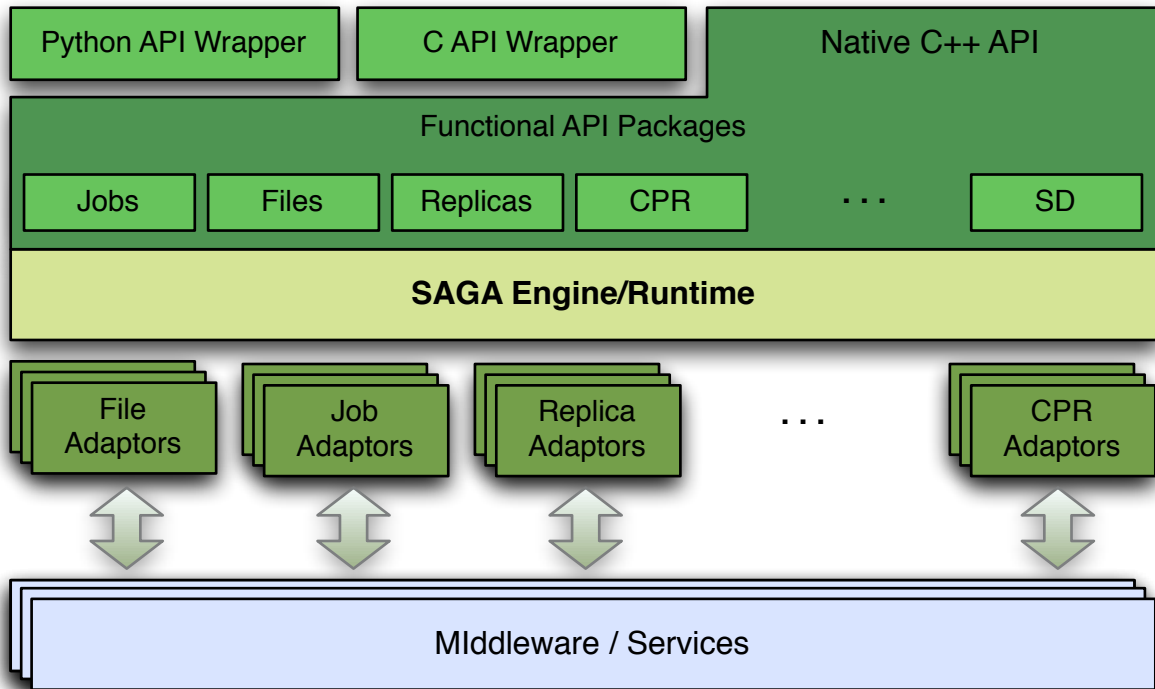 Python API Wrapper
C API Wrapper
Native C++ API
Functional API Packages
Jobs
Files
Replicas
CPR
. . .
SD
SAGA Engine/Runtime
File
Adaptors
Job
Adaptors
Replica
Adaptors
. . .
CPR
Adaptors
MIddleware / Services